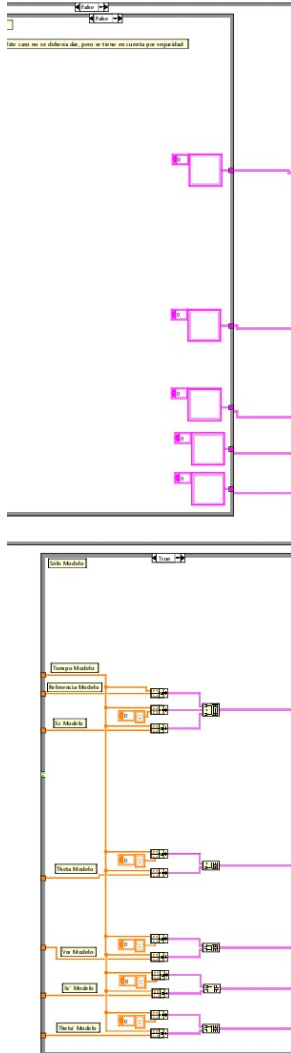 False
False
este caso no se debería dar, pero se tiene en cuenta por seguridad
0
0
0
0
0
True
Sólo Modelo
Tiempo Modelo
Referencia Modelo
0
Xc Modelo
0
Theta Modelo
0
Vm Modelo
0
Xc' Modelo
0
Theta' Modelo